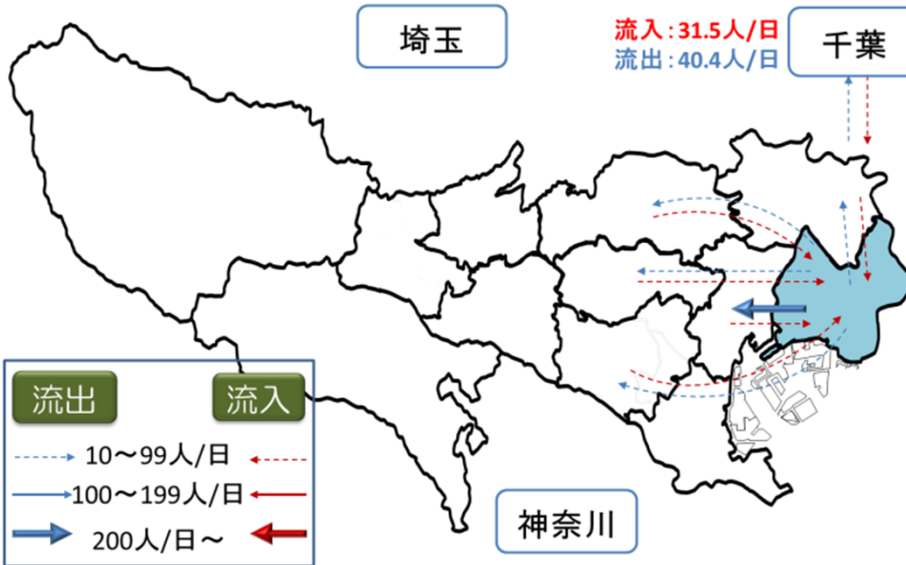 埼玉
流入：31.5人/日
流出：40.4人/日
千葉
流出
流入
10～99人/日
100～199人/日
200人/日～
神奈川